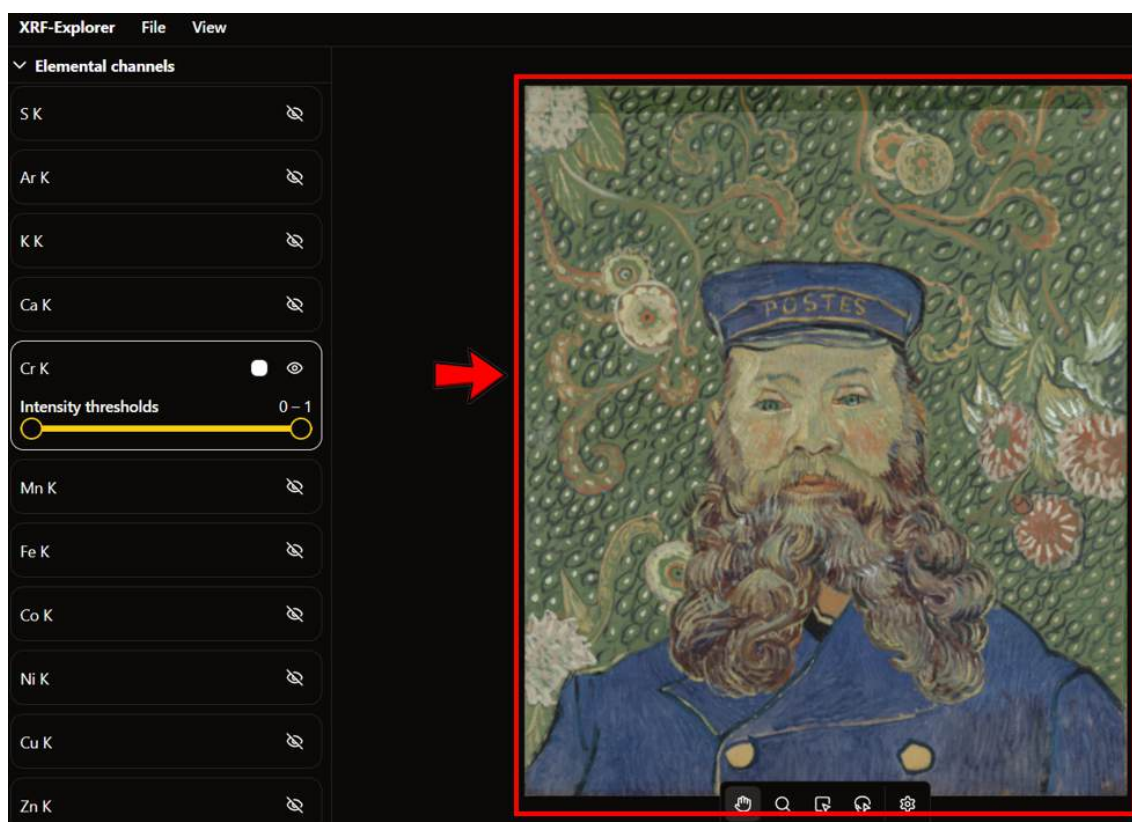 XRF-Explorer File View
Elemental channels
S K
Ar K
K K
Ca K
Cr K
Intensity thresholds 0 – 1
Mn K
Fe K
Co K
Ni K
Cu K
Zn K
POSTES